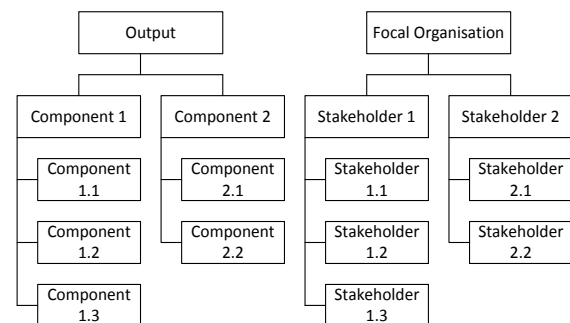 Output
Focal Organisation
Component 1
Component 2
Stakeholder 1
Stakeholder 2
Component
1.1
Component
2.1
Stakeholder
1.1
Stakeholder
2.1
Component
1.2
Component
2.2
Stakeholder
1.2
Stakeholder
2.2
Component
1.3
Stakeholder
1.3